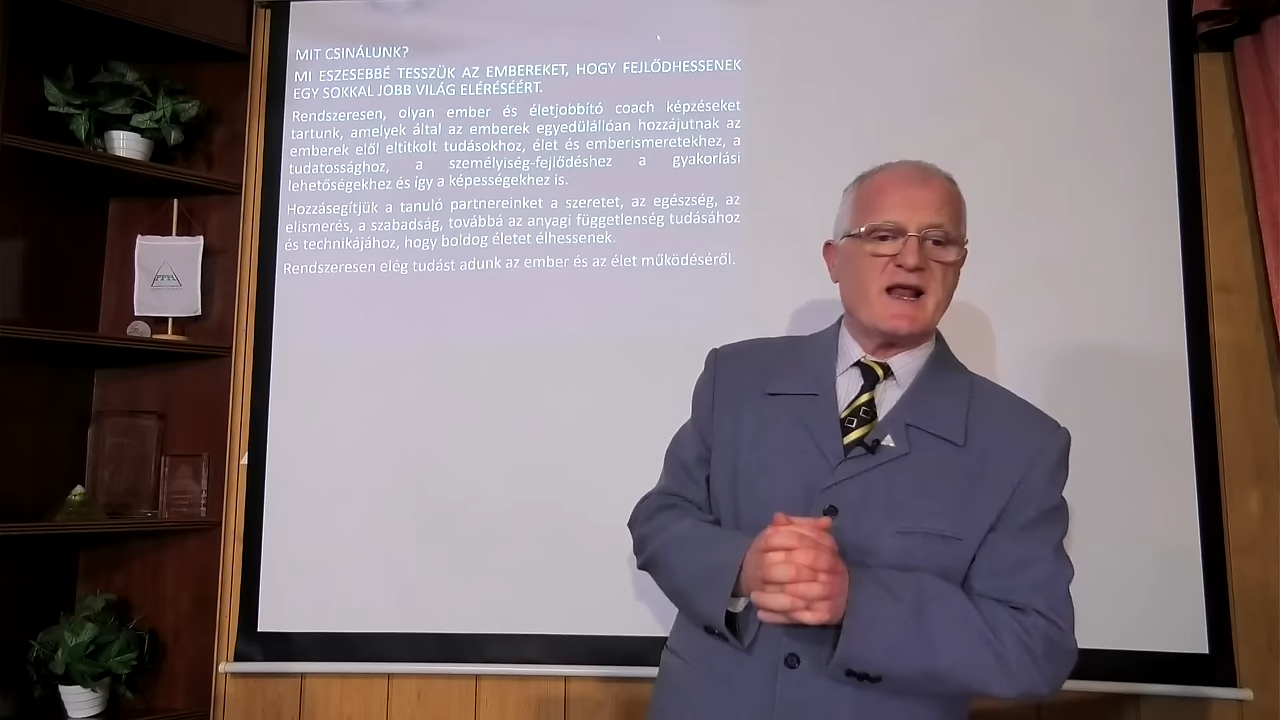 MIT CSINÁLUNK?
MI ESZESEBBÉ TESSZÜK AZ EMBEREKET, HOGY FEJLŐDHESSENEK
EGY SOKKAL JOBB VILÁG ELÉRÉSÉÉRT.
Rendszeresen, olyan ember és életjobbító coach képzéseket
tartunk, amelyek által az emberek egyedülállóan hozzájutnak az
emberek elől eltitkolt tudásokhoz, élet és emberismeretekhez, a
tudatossághoz, a személyiség-fejlődéshez a gyakorlási
lehetőségekhez és így a képességekhez is.
Hozzásegítjük a tanuló partnereinket a szeretet, az egészség, az
elismerés, a szabadság, továbbá az anyagi függetlenség tudásához
és technikájához, hogy boldog életet élhessenek.
Rendszeresen elég tudást adunk az ember és az élet működéséről.